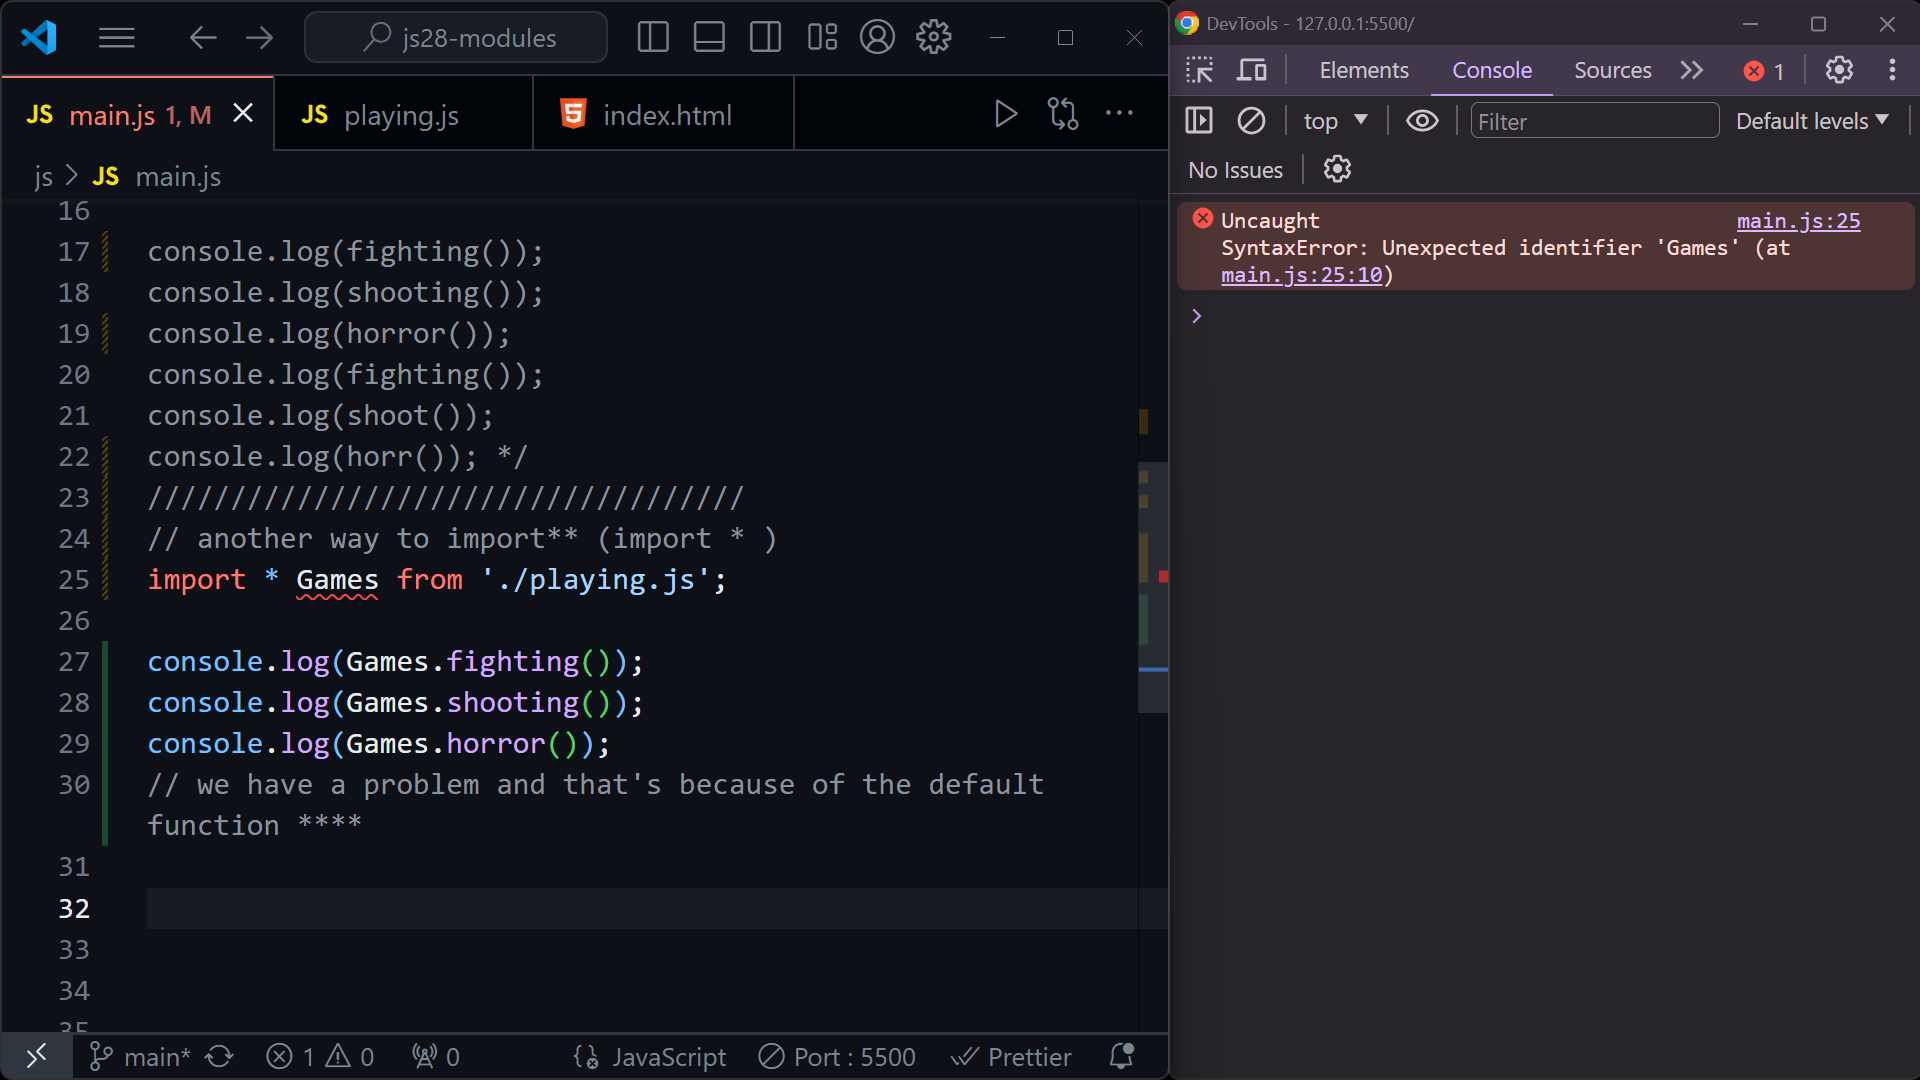 js28-modules
JS main.js 1, M
JS playing.js
index.html
js > JS main.js
16
17 console.log(fighting());
18 console.log(shooting());
19 console.log(horror());
20 console.log(fighting());
21 console.log(shoot());
22 console.log(horr()); */
23 ////////////////////////////////////
24 // another way to import** (import * )
25 import * Games from './playing.js';
26
27 console.log(Games.fighting());
28 console.log(Games.shooting());
29 console.log(Games.horror());
30 // we have a problem and that's because of the default
function ****
31
32
33
34
35
main* 1 0 0 JavaScript Port : 5500 Prettier
DevTools - 127.0.0.1:5500/
Elements Console Sources 1
top Filter Default levels
No Issues
Uncaught main.js:25
SyntaxError: Unexpected identifier 'Games' (at
main.js:25:10)